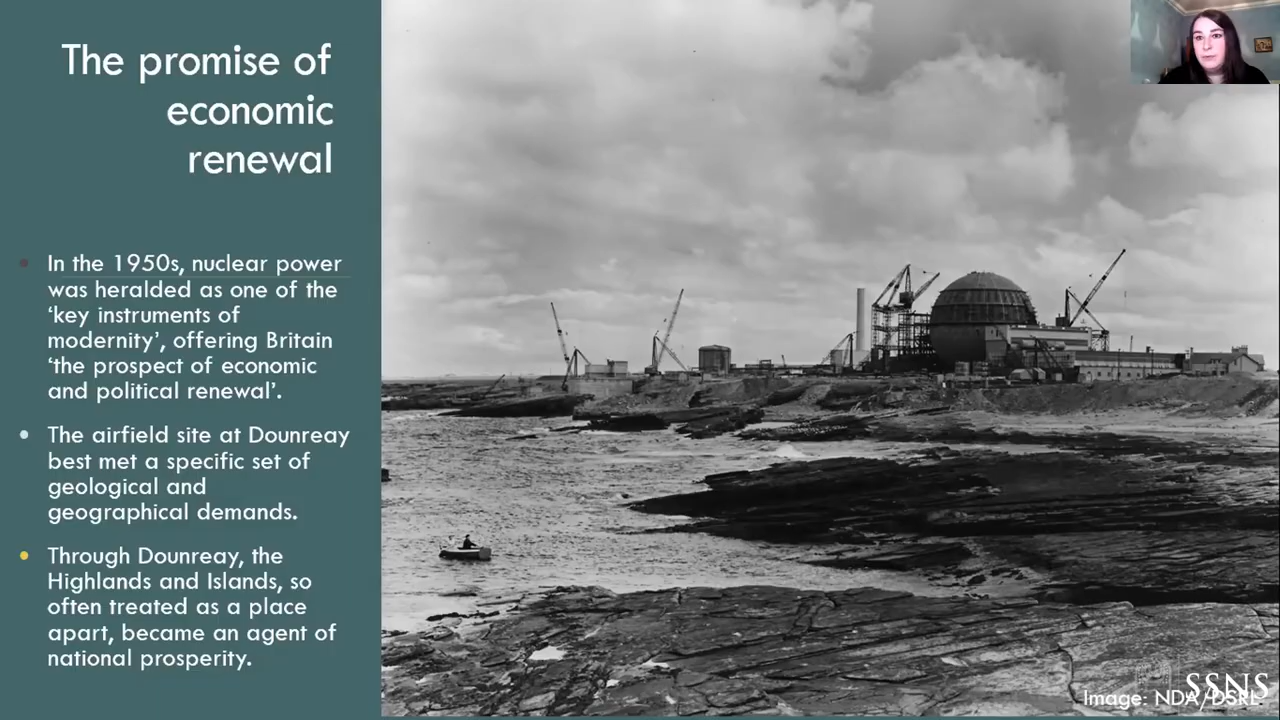 The promise of
economic
renewal
In the 1950s, nuclear power
was heralded as one of the
‘key instruments of
modernity’, offering Britain
‘the prospect of economic
and political renewal’.
The airfield site at Dounreay
best met a specific set of
geological and
geographical demands.
Through Dounreay, the
Highlands and Islands, so
often treated as a place
apart, became an agent of
national prosperity.
SSNS
Image: NDA/DSRL